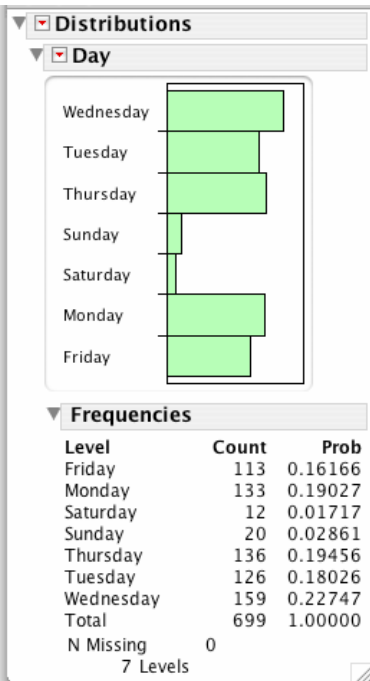 Distributions
Day
Wednesday
Tuesday
Thursday
Sunday
Saturday
Monday
Friday
Frequencies
Level Count Prob
Friday 113 0.16166
Monday 133 0.19027
Saturday 12 0.01717
Sunday 20 0.02861
Thursday 136 0.19456
Tuesday 126 0.18026
Wednesday 159 0.22747
Total 699 1.00000
N Missing 0
7 Levels